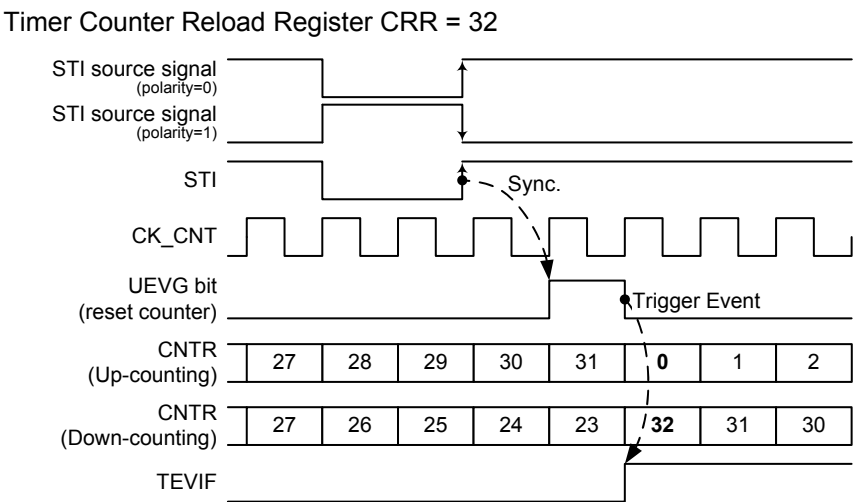 Timer Counter Reload Register CRR = 32
STI source signal
(polarity=0)
STI source signal
(polarity=1)
STI
Sync.
CK_CNT
UEVG bit
(reset counter)
Trigger Event
CNTR
(Up-counting)
27 28 29 30 31 0 1 2
CNTR
(Down-counting)
27 26 25 24 23 32 31 30
TEVIF